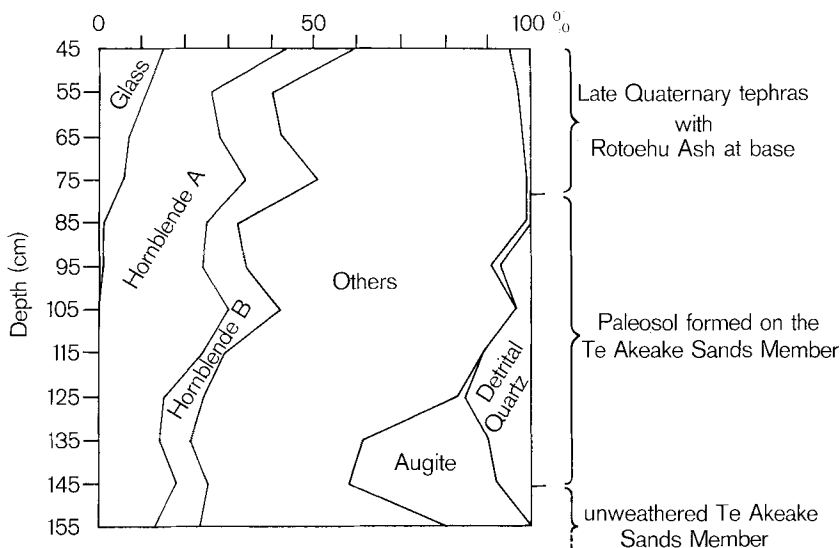 0 50 100 %
45
55
65
75
85
95
105
115
125
135
145
155
Depth (cm)
Glass
Hornblende A
Hornblende B
Others
Augite
Detrital
Quartz
Late Quaternary tephras
with
Rotoehu Ash at base
Paleosol formed on the
Te Akeake Sands Member
unweathered Te Akeake
Sands Member